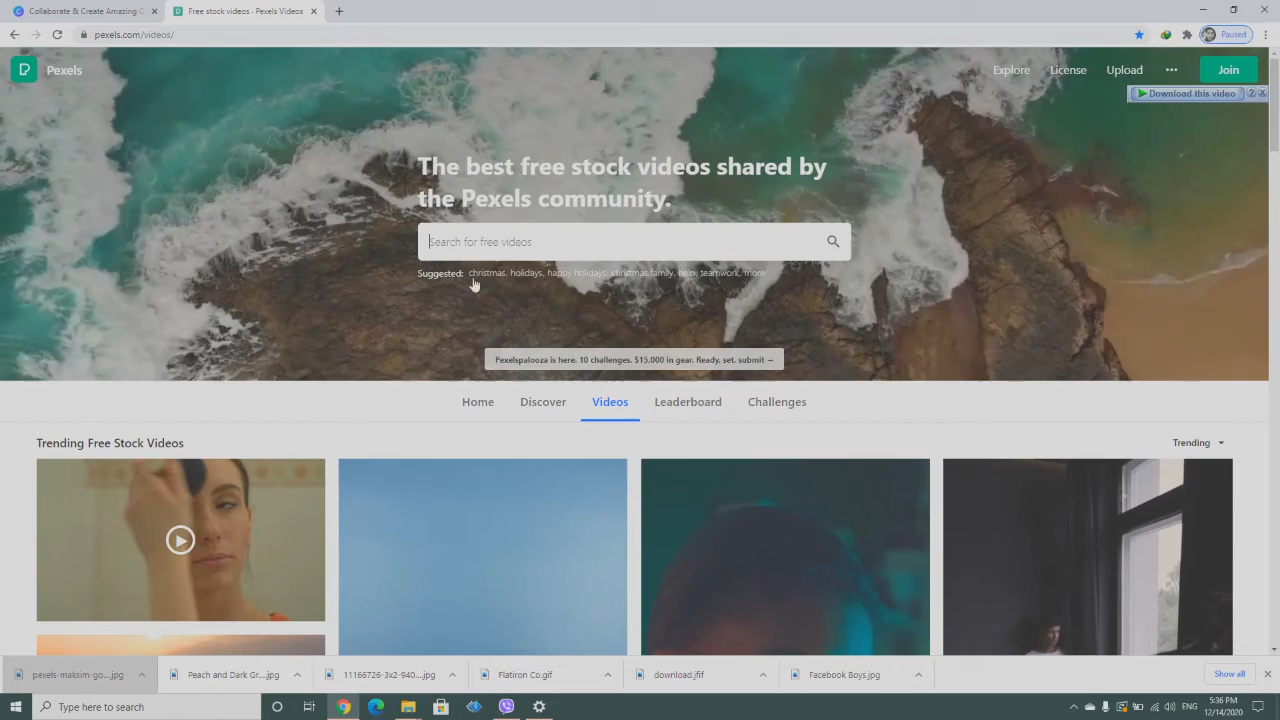 Collaborate & Create Amazing G
Free stock videos - Pexels Videos
pexels.com/videos/
Paused
Pexels
Explore
License
Upload
Join
Download this video
The best free stock videos shared by
the Pexels community.
Search for free videos
Suggested: christmas, holidays, happy holidays, christmas family, help, teamwork, more
Pexelspalooza is here. 10 challenges. $15,000 in gear. Ready, set, submit →
Home
Discover
Videos
Leaderboard
Challenges
Trending Free Stock Videos
Trending
pexels-maksim-go....jpg
Peach and Dark Gr....jpg
11166726-3x2-940....jpg
Flatirine Co.gif
download.jfif
Facebook Boys.jpg
Show all
Type here to search
ENG
5:36 PM
12/14/2020